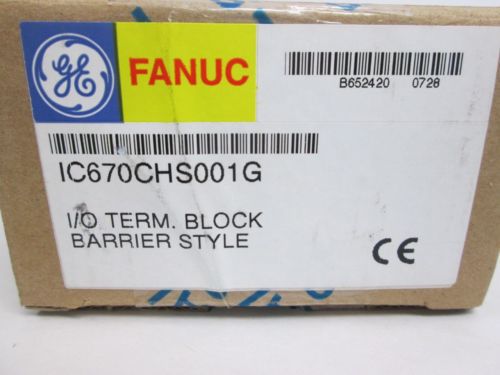 GE FANUC
B652420 0728
IC670CHS001G
I/O TERM. BLOCK
BARRIER STYLE
CE